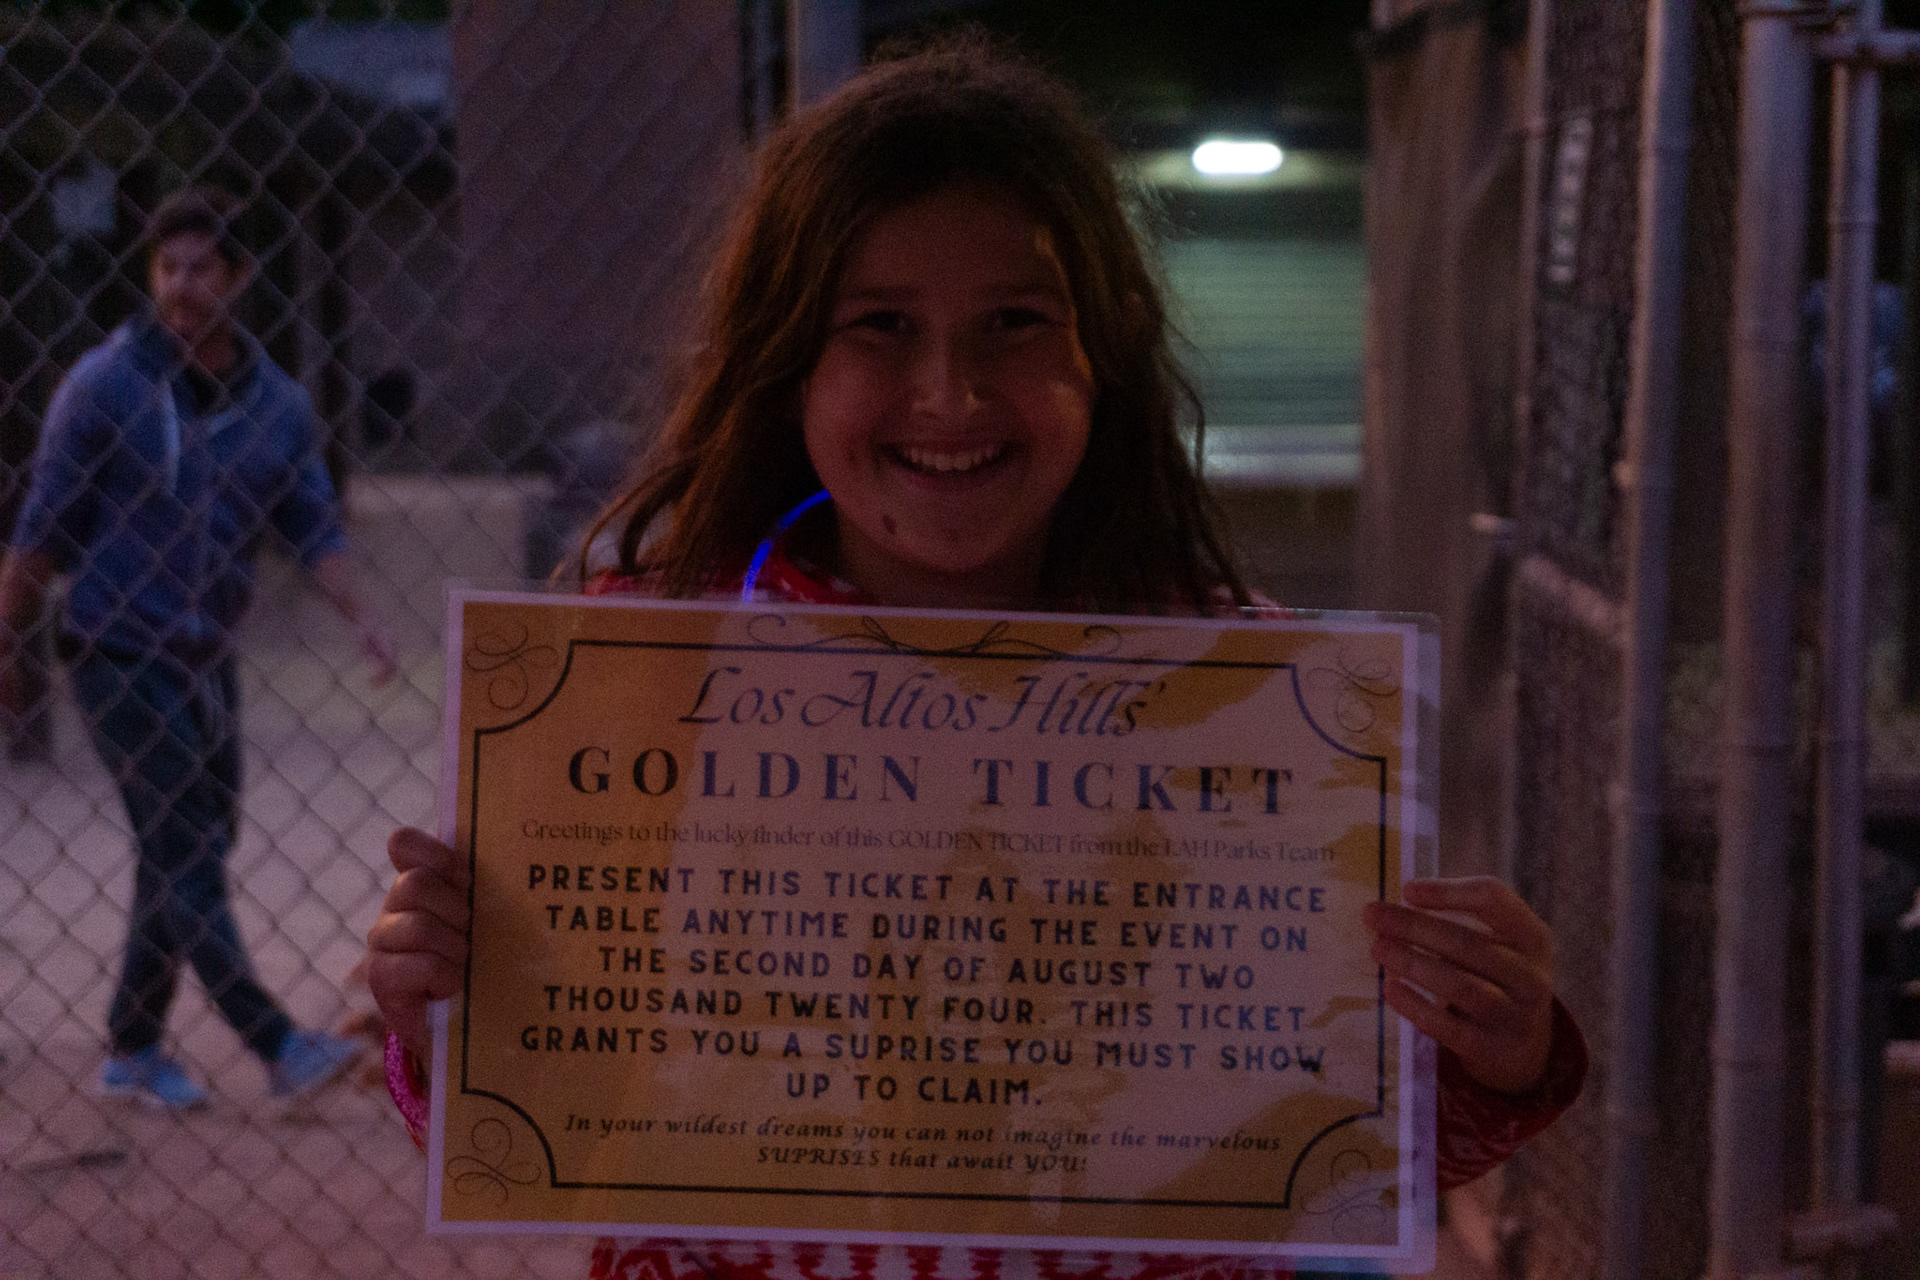 Los Altos Hills'
GOLDEN TICKET
Greetings to the lucky finder of this GOLDEN TICKET from the LAH Parks Team
PRESENT THIS TICKET AT THE ENTRANCE
TABLE ANYTIME DURING THE EVENT ON
THE SECOND DAY OF AUGUST TWO
THOUSAND TWENTY FOUR. THIS TICKET
GRANTS YOU A SUPRISE YOU MUST SHOW
UP TO CLAIM.
In your wildest dreams you can not imagine the marvelous
SUPRISES that await YOU!